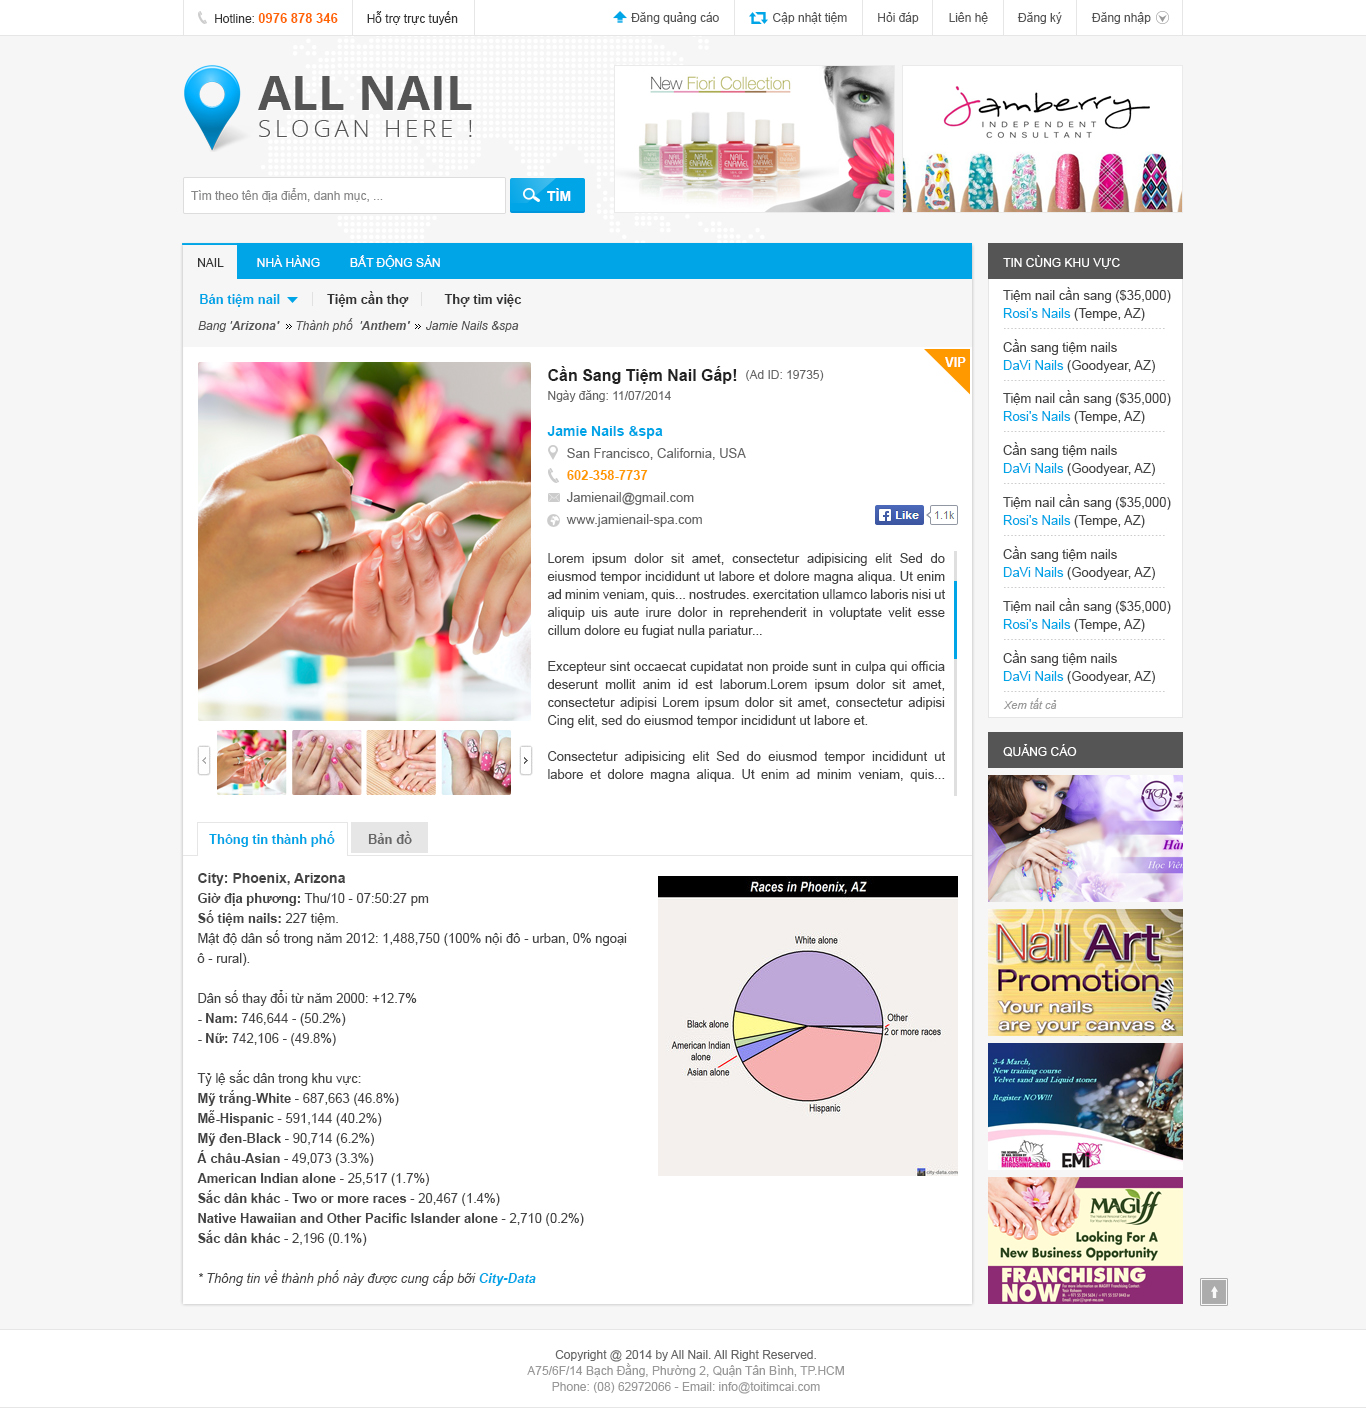 Hotline: 0976 878 346
Hỗ trợ trực tuyến
Đăng quảng cáo
Cập nhật tiệm
Hỏi đáp
Liên hệ
Đăng ký
Đăng nhập
ALL NAIL
SLOGAN HERE !
Tìm theo tên địa điểm, danh mục, ...
TÌM
New Fiori Collection
NAIL ENAMEL
NAIL ENAMEL
NAIL ENAMEL
NAIL ENAMEL
jamberry
INDEPENDENT
CONSULTANT
NAIL
NHÀ HÀNG
BẤT ĐỘNG SẢN
Bán tiệm nail
Tiệm cần thợ
Thợ tìm việc
Bang 'Arizona' » Thành phố 'Anthem' » Jamie Nails &spa
VIP
Cần Sang Tiệm Nail Gấp! (Ad ID: 19735)
Ngày đăng: 11/07/2014
Jamie Nails &spa
San Francisco, California, USA
602-358-7737
Jamienail@gmail.com
www.jamienail-spa.com
Like
1.1k
Lorem ipsum dolor sit amet, consectetur adipisicing elit Sed do
eiusmod tempor incididunt ut labore et dolore magna aliqua. Ut enim
ad minim veniam, quis... nostrudes. exercitation ullamco laboris nisi ut
aliquip uis aute irure dolor in reprehenderit in voluptate velit esse
cillum dolore eu fugiat nulla pariatur...
Excepteur sint occaecat cupidatat non proide sunt in culpa qui officia
deserunt mollit anim id est laborum.Lorem ipsum dolor sit amet,
consectetur adipisi Lorem ipsum dolor sit amet, consectetur adipisi
Cing elit, sed do eiusmod tempor incididunt ut labore et.
Consectetur adipisicing elit Sed do eiusmod tempor incididunt ut
labore et dolore magna aliqua. Ut enim ad minim veniam, quis...
Thông tin thành phố
Bản đồ
City: Phoenix, Arizona
Giờ địa phương: Thu/10 - 07:50:27 pm
Số tiệm nails: 227 tiệm.
Mật độ dân số trong năm 2012: 1,488,750 (100% nội đô - urban, 0% ngoại
ô - rural).
Dân số thay đổi từ năm 2000: +12.7%
- Nam: 746,644 - (50.2%)
- Nữ: 742,106 - (49.8%)
Tỷ lệ sắc dân trong khu vực:
Mỹ trắng-White - 687,663 (46.8%)
Mễ-Hispanic - 591,144 (40.2%)
Mỹ đen-Black - 90,714 (6.2%)
Á châu-Asian - 49,073 (3.3%)
American Indian alone - 25,517 (1.7%)
Sắc dân khác - Two or more races - 20,467 (1.4%)
Native Hawaiian and Other Pacific Islander alone - 2,710 (0.2%)
Sắc dân khác - 2,196 (0.1%)
* Thông tin về thành phố này được cung cấp bỡi City-Data
Races in Phoenix, AZ
White alone
Other
2 or more races
Black alone
American Indian
alone
Asian alone
Hispanic
city-data.com
TIN CÙNG KHU VỰC
Tiệm nail cần sang ($35,000)
Rosi's Nails (Tempe, AZ)
Cần sang tiệm nails
DaVi Nails (Goodyear, AZ)
Tiệm nail cần sang ($35,000)
Rosi's Nails (Tempe, AZ)
Cần sang tiệm nails
DaVi Nails (Goodyear, AZ)
Tiệm nail cần sang ($35,000)
Rosi's Nails (Tempe, AZ)
Cần sang tiệm nails
DaVi Nails (Goodyear, AZ)
Tiệm nail cần sang ($35,000)
Rosi's Nails (Tempe, AZ)
Cần sang tiệm nails
DaVi Nails (Goodyear, AZ)
Xem tất cả
QUẢNG CÁO
KP
Hàn
Học Viên
Nail Art
Promotion
Your nails
are your canvas &
3-4 March,
New training course
Velvet sand and Liquid stones
Register NOW!!!
EKATERINA
MIROSHNICHENKO
E.MI
MAGIff
Looking For A
New Business Opportunity
FRANCHISING
NOW
Copyright @ 2014 by All Nail. All Right Reserved.
A75/6F/14 Bạch Đằng, Phường 2, Quận Tân Bình, TP.HCM
Phone: (08) 62972066 - Email: info@toitimcai.com